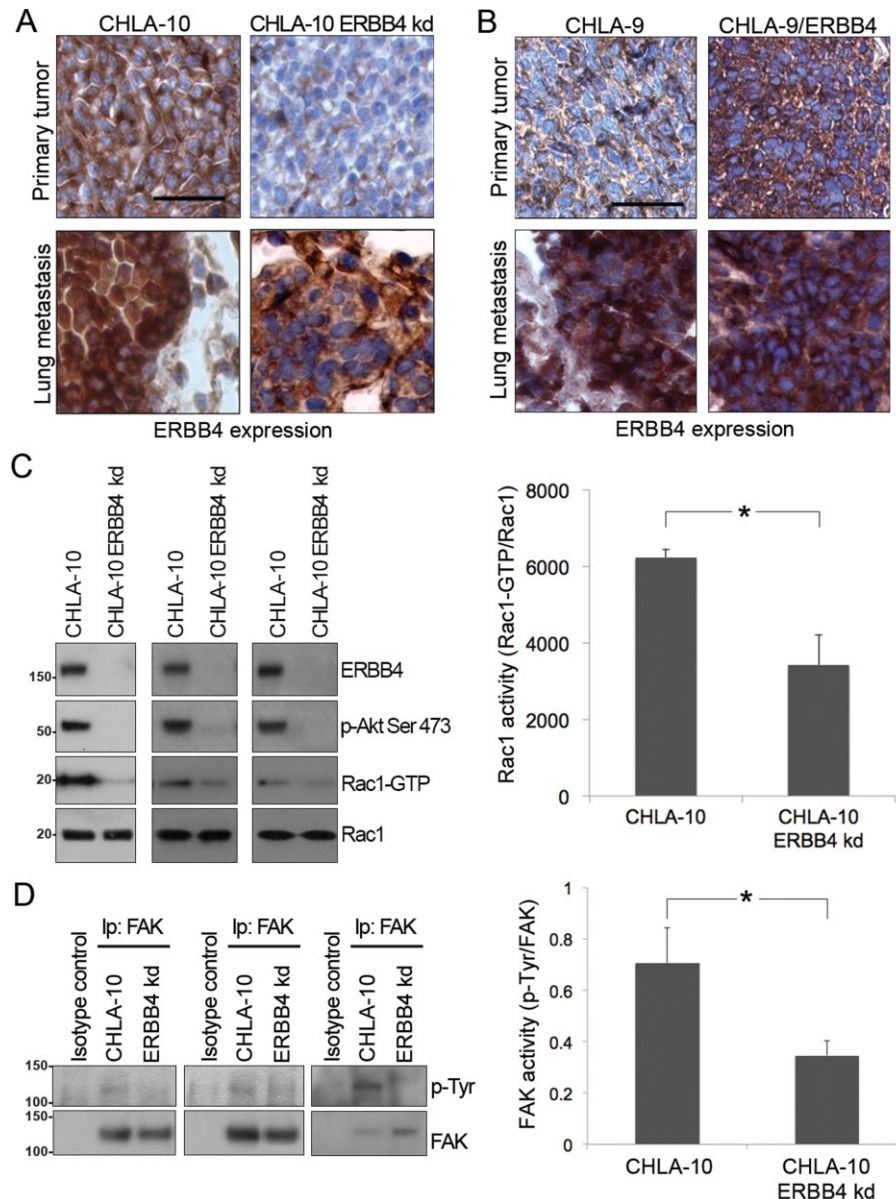 A
CHLA-10
CHLA-10 ERBB4 kd
Primary tumor
Lung metastasis
ERBB4 expression
B
CHLA-9
CHLA-9/ERBB4
Primary tumor
Lung metastasis
ERBB4 expression
C
CHLA-10
CHLA-10 ERBB4 kd
CHLA-10
CHLA-10 ERBB4 kd
CHLA-10
CHLA-10 ERBB4 kd
150
ERBB4
50
p-Akt Ser 473
20
Rac1-GTP
20
Rac1
Rac1 activity (Rac1-GTP/Rac1)
8000
6000
4000
2000
0
*
CHLA-10
CHLA-10
ERBB4 kd
D
Ip: FAK
Ip: FAK
Ip: FAK
Isotype control
CHLA-10
ERBB4 kd
Isotype control
CHLA-10
ERBB4 kd
Isotype control
CHLA-10
ERBB4 kd
150
100
p-Tyr
150
100
FAK
FAK activity (p-Tyr/FAK)
1
0.8
0.6
0.4
0.2
0
*
CHLA-10
CHLA-10
ERBB4 kd